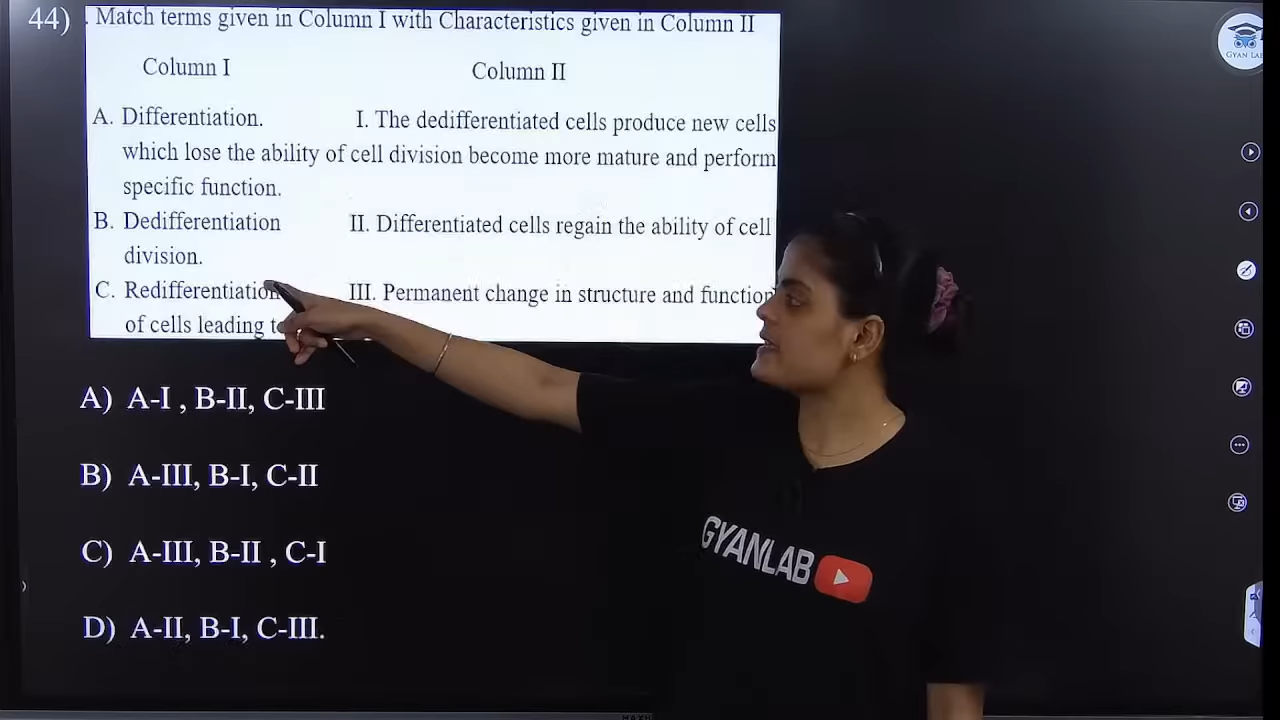 44) . Match terms given in Column I with Characteristics given in Column II
Column I Column II
A. Differentiation. I. The dedifferentiated cells produce new cells
which lose the ability of cell division become more mature and perform
specific function.
B. Dedifferentiation II. Differentiated cells regain the ability of cell
division.
C. Redifferentiation III. Permanent change in structure and function
of cells leading
A) A-I , B-II, C-III
B) A-III, B-I, C-II
C) A-III, B-II , C-I
D) A-II, B-I, C-III.
GYANLAB
GYAN LAB